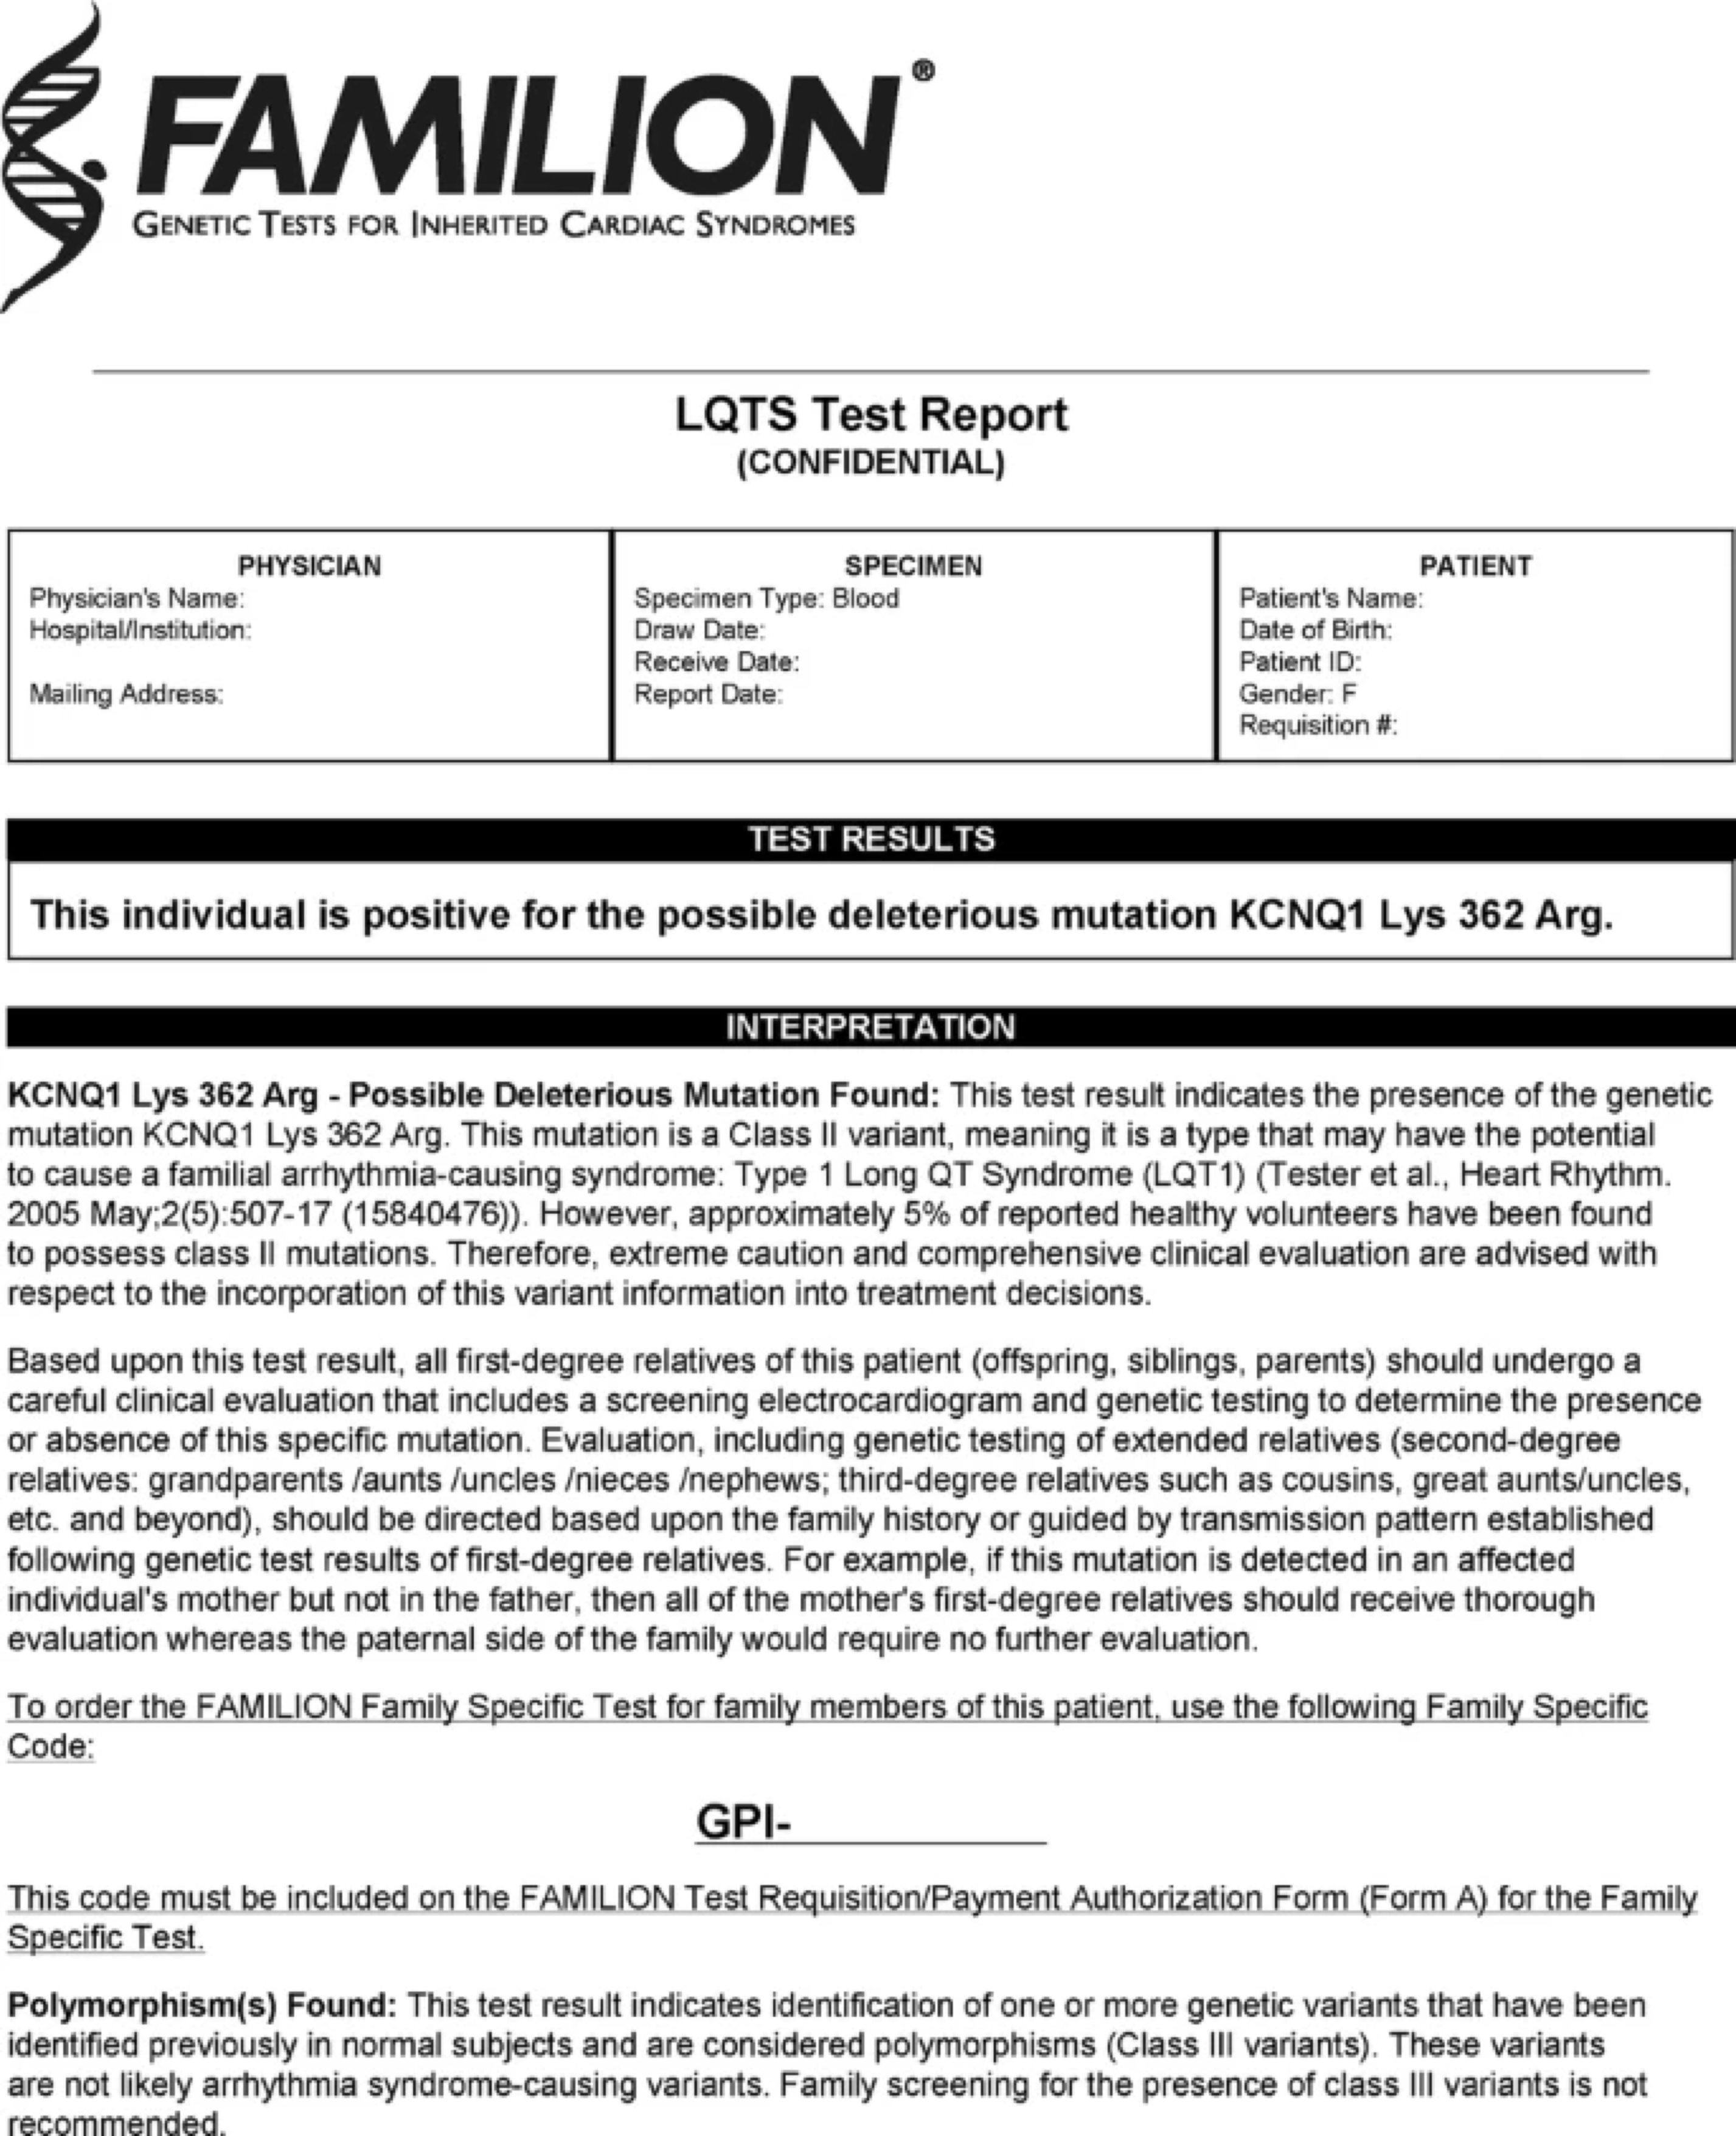 FAMILION®
GENETIC TESTS FOR INHERITED CARDIAC SYNDROMES
LQTS Test Report
(CONFIDENTIAL)
PHYSICIAN
Physician's Name:
Hospital/Institution:
Mailing Address:
SPECIMEN
Specimen Type: Blood
Draw Date:
Receive Date:
Report Date:
PATIENT
Patient's Name:
Date of Birth:
Patient ID:
Gender: F
Requisition #:
TEST RESULTS
This individual is positive for the possible deleterious mutation KCNQ1 Lys 362 Arg.
INTERPRETATION
KCNQ1 Lys 362 Arg - Possible Deleterious Mutation Found: This test result indicates the presence of the genetic
mutation KCNQ1 Lys 362 Arg. This mutation is a Class II variant, meaning it is a type that may have the potential
to cause a familial arrhythmia-causing syndrome: Type 1 Long QT Syndrome (LQT1) (Tester et al., Heart Rhythm.
2005 May;2(5):507-17 (15840476)). However, approximately 5% of reported healthy volunteers have been found
to possess class II mutations. Therefore, extreme caution and comprehensive clinical evaluation are advised with
respect to the incorporation of this variant information into treatment decisions.
Based upon this test result, all first-degree relatives of this patient (offspring, siblings, parents) should undergo a
careful clinical evaluation that includes a screening electrocardiogram and genetic testing to determine the presence
or absence of this specific mutation. Evaluation, including genetic testing of extended relatives (second-degree
relatives: grandparents /aunts /uncles /nieces /nephews; third-degree relatives such as cousins, great aunts/uncles,
etc. and beyond), should be directed based upon the family history or guided by transmission pattern established
following genetic test results of first-degree relatives. For example, if this mutation is detected in an affected
individual's mother but not in the father, then all of the mother's first-degree relatives should receive thorough
evaluation whereas the paternal side of the family would require no further evaluation.
To order the FAMILION Family Specific Test for family members of this patient, use the following Family Specific
Code:
GPI-
This code must be included on the FAMILION Test Requisition/Payment Authorization Form (Form A) for the Family
Specific Test.
Polymorphism(s) Found: This test result indicates identification of one or more genetic variants that have been
identified previously in normal subjects and are considered polymorphisms (Class III variants). These variants
are not likely arrhythmia syndrome-causing variants. Family screening for the presence of class III variants is not
recommended.